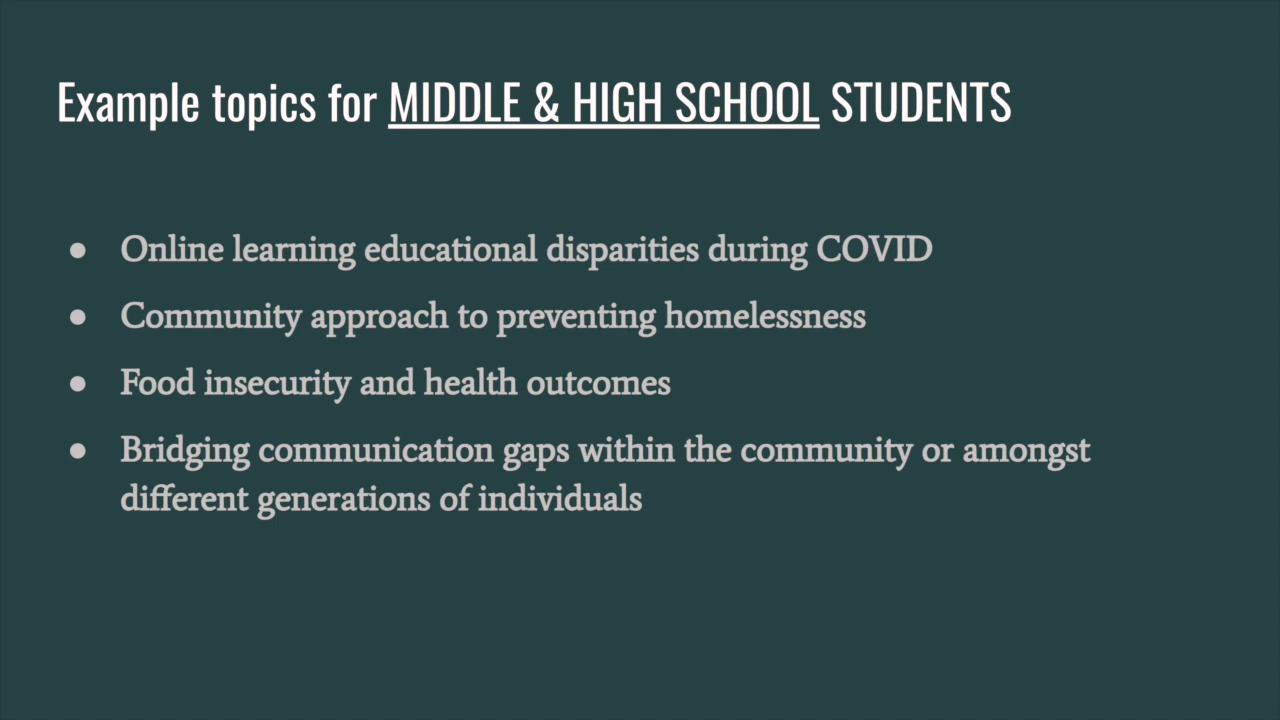 Example topics for MIDDLE & HIGH SCHOOL STUDENTS
● Online learning educational disparities during COVID
● Community approach to preventing homelessness
● Food insecurity and health outcomes
● Bridging communication gaps within the community or amongst
different generations of individuals